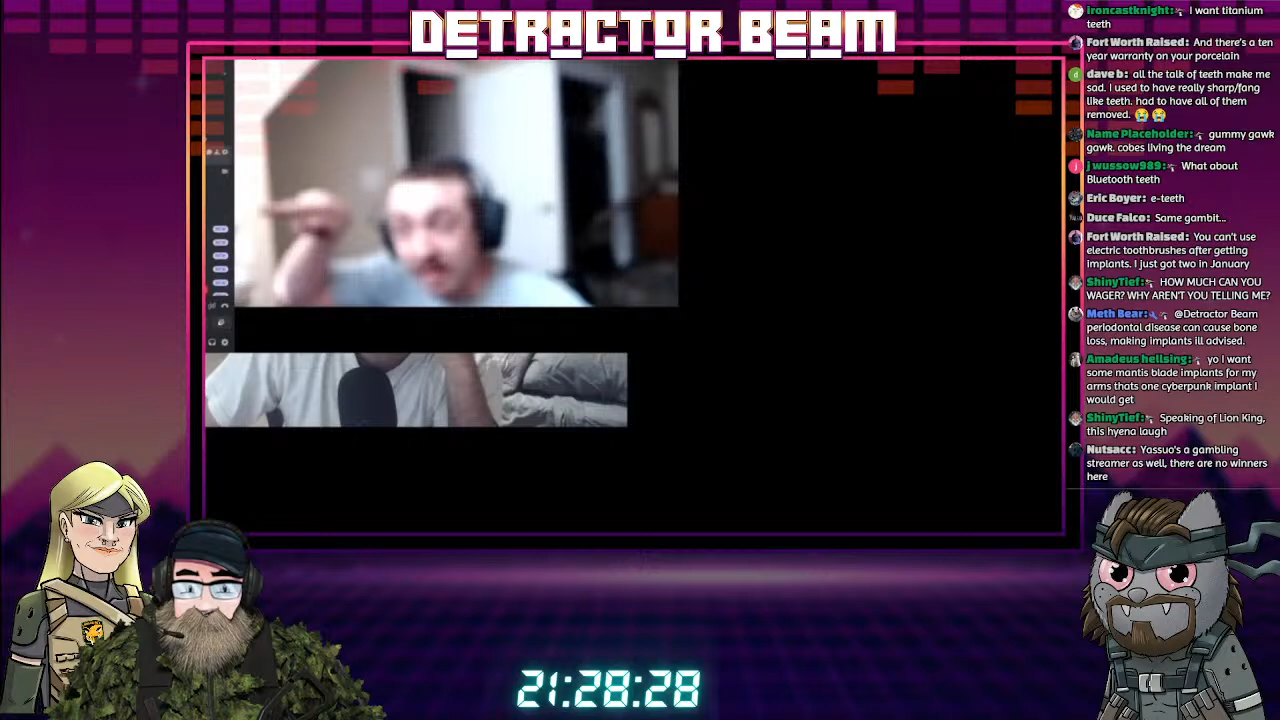 DETRACTOR BEAM
ironcastknight: I want titanium
teeth
Fort Worth Raised: And there's a ten
year warranty on your porcelain
dave b: all the talk of teeth make me
sad. I used to have really sharp/fang
like teeth. had to have all of them
removed. 😭 😭
Name Placeholder: gummy gawk
gawk. cobes living the dream
j wussow989: What about
Bluetooth teeth
Eric Boyer: e-teeth
Duce Falco: Same gambit...
Fort Worth Raised: You can't use
electric toothbrushes after getting
implants. I just got two in January
ShinyTief: HOW MUCH CAN YOU
WAGER? WHY AREN'T YOU TELLING ME?
Meth Bear: @Detractor Beam
periodontal disease can cause bone
loss, making implants ill advised.
Amadeus hellsing: yo I want
some mantis blade implants for my
arms thats one cyberpunk implant I
would get
ShinyTief: Speaking of Lion King,
this hyena laugh
Nutsacc: Yassuo's a gambling
streamer as well, there are no winners
here
21:28:28